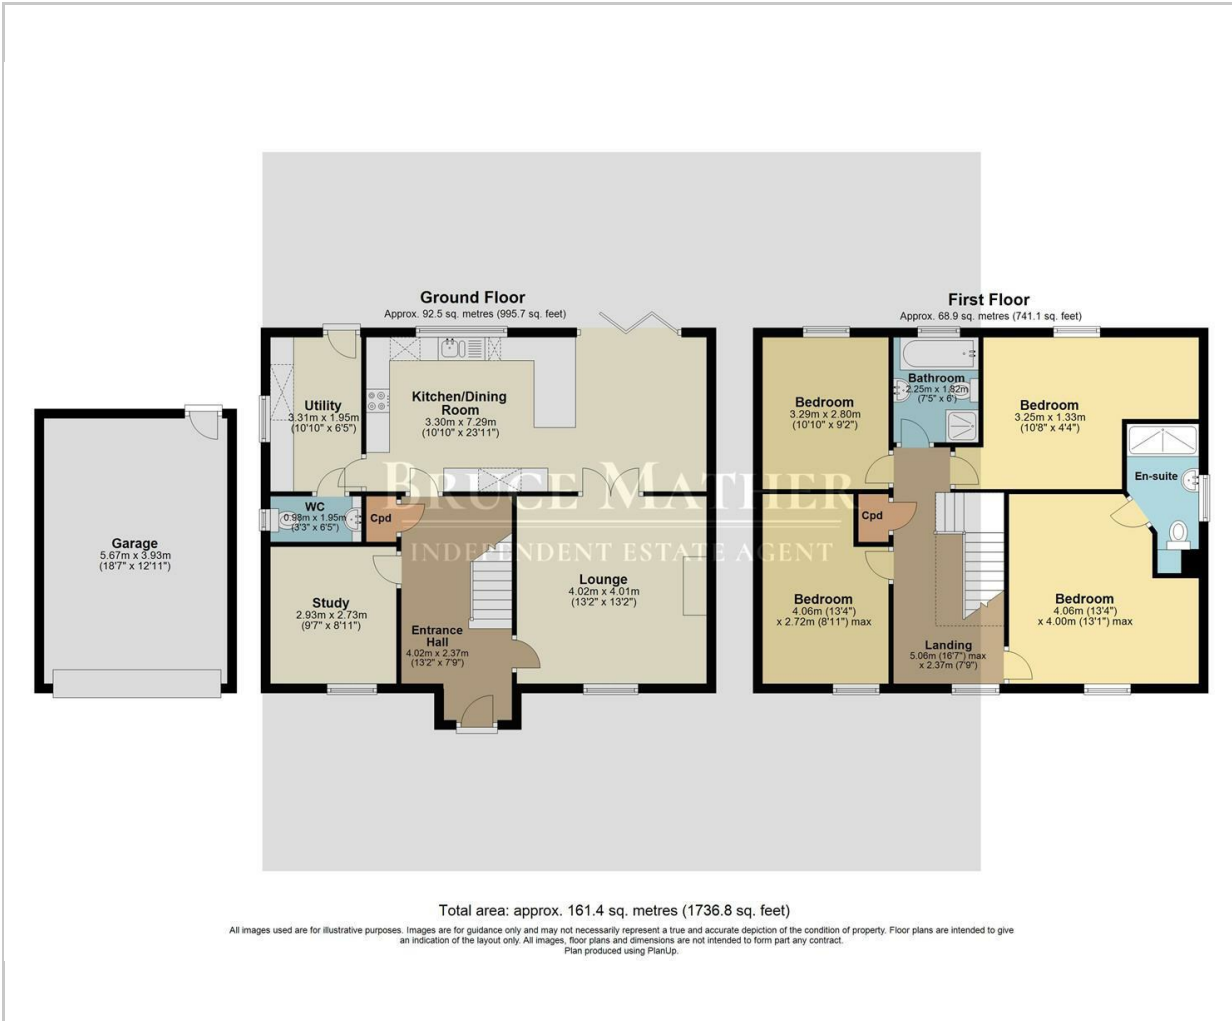 Ground Floor
Approx. 92.5 sq. metres (995.7 sq. feet)
First Floor
Approx. 68.9 sq. metres (741.1 sq. feet)
Utility
3.31m x 1.95m
(10'10" x 6'5")
Kitchen/Dining
Room
3.30m x 7.29m
(10'10" x 23'11")
Bedroom
3.29m x 2.80m
(10'10" x 9'2")
Bathroom
2.25m x 1.82m
(7'5" x 6')
Bedroom
3.25m x 1.33m
(10'8" x 4'4")
En-suite
BRUCE MATHER
INDEPENDENT ESTATE AGENT
WC
0.98m x 1.95m
(3'3" x 6'5")
Cpd
Cpd
Garage
5.67m x 3.93m
(18'7" x 12'11")
Study
2.93m x 2.73m
(9'7" x 8'11")
Entrance
Hall
4.02m x 2.37m
(13'2" x 7'9")
Lounge
4.02m x 4.01m
(13'2" x 13'2")
Bedroom
4.06m (13'4")
x 2.72m (8'11") max
Landing
5.06m (16'7") max
x 2.37m (7'9")
Bedroom
4.06m (13'4")
x 4.00m (13'1") max
Total area: approx. 161.4 sq. metres (1736.8 sq. feet)
All images used are for illustrative purposes. Images are for guidance only and may not necessarily represent a true and accurate depiction of the condition of property. Floor plans are intended to give
an indication of the layout only. All images, floor plans and dimensions are not intended to form part any contract.
Plan produced using PlanUp.